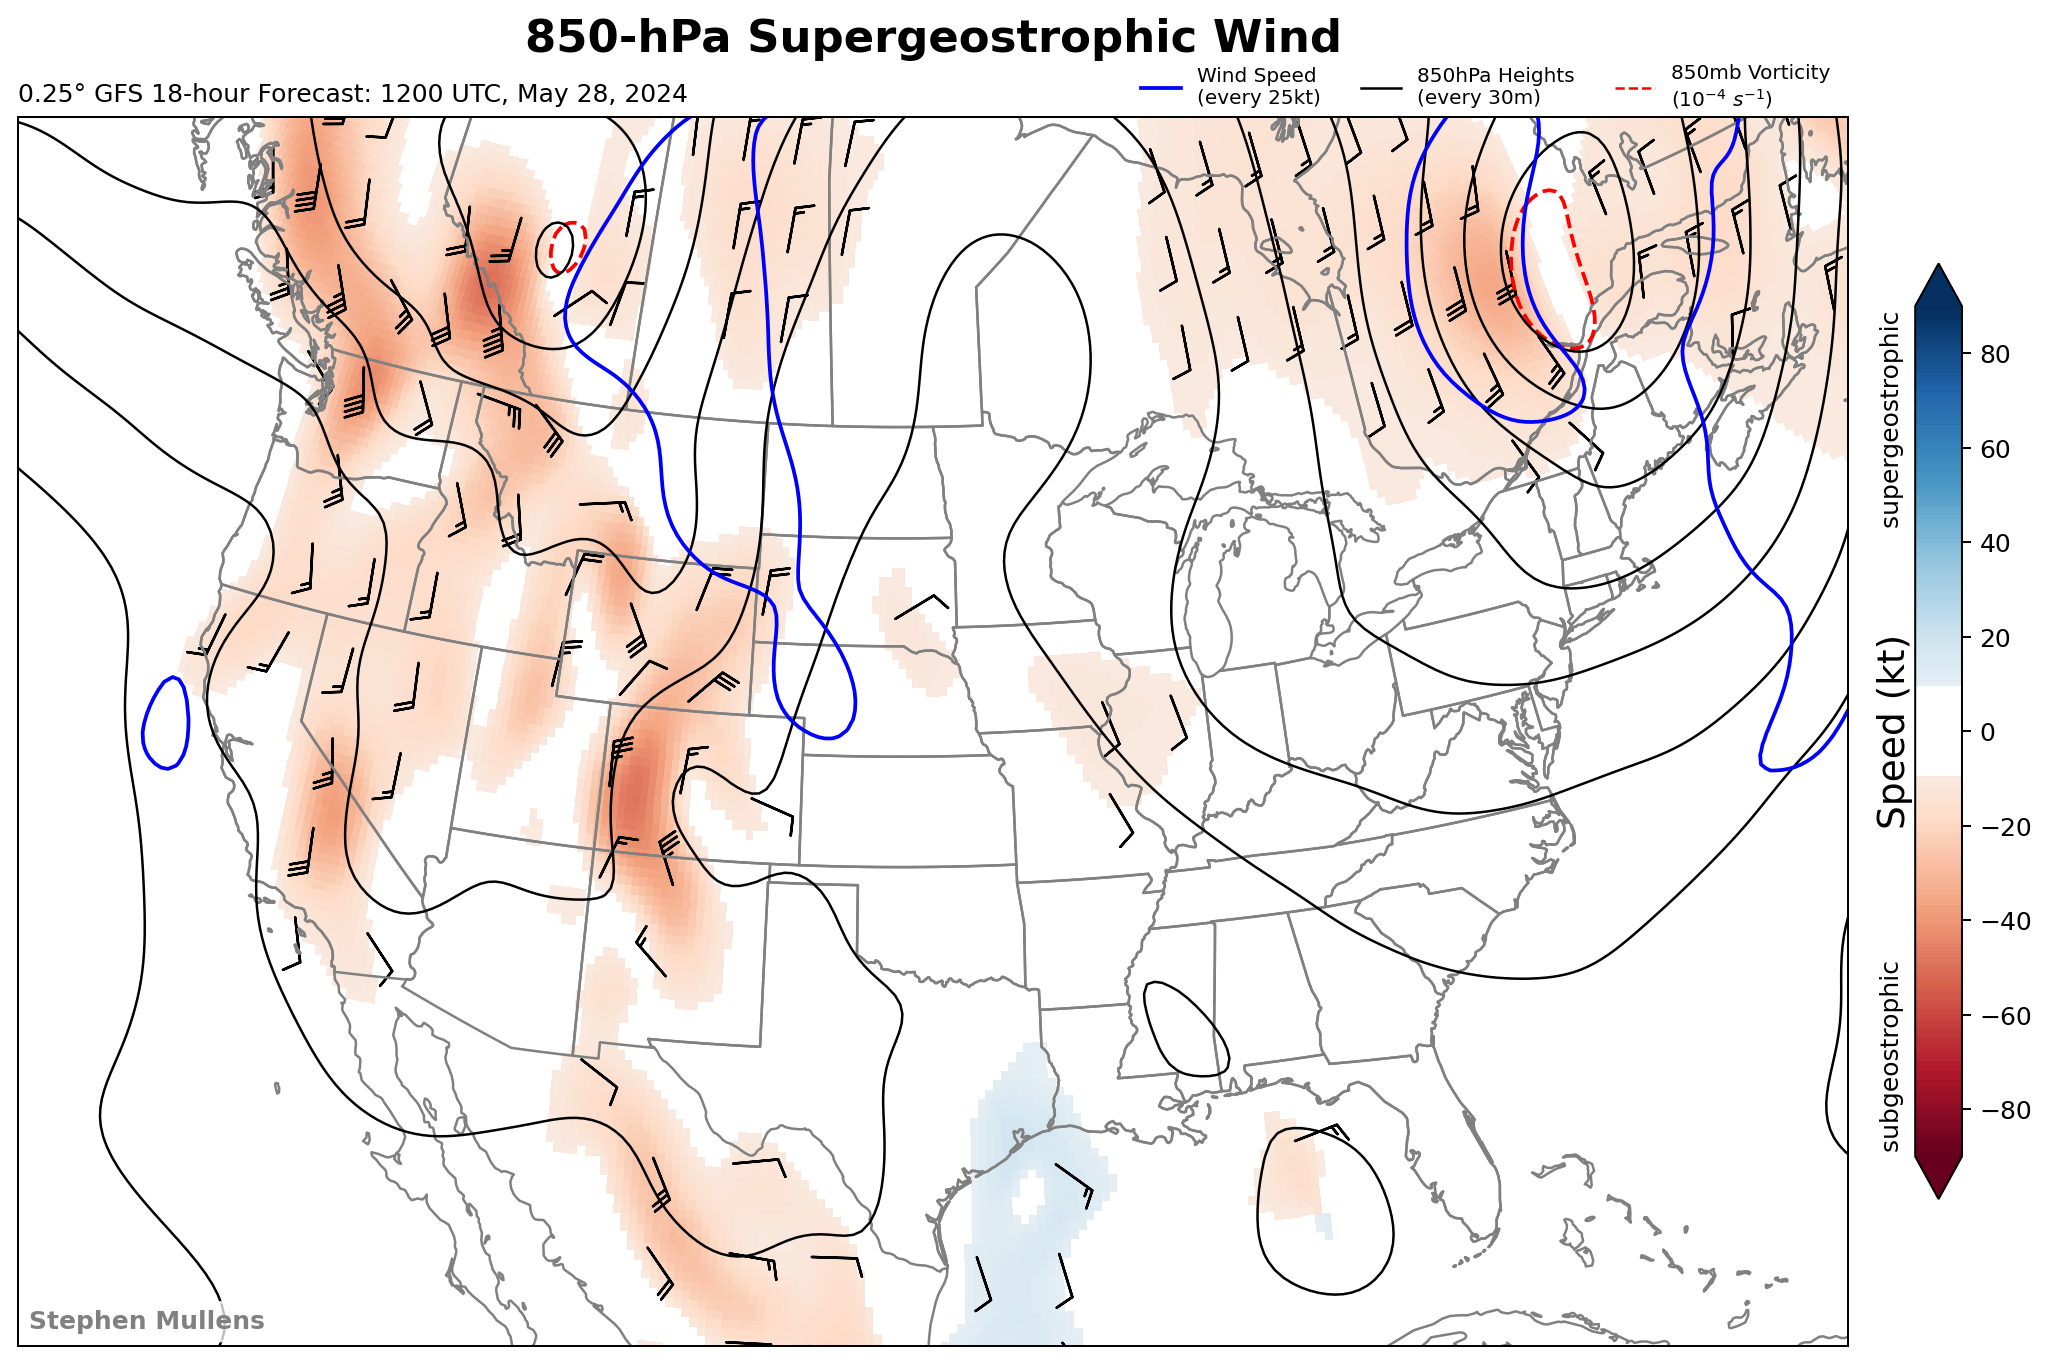 850-hPa Supergeostrophic Wind
0.25° GFS 18-hour Forecast: 1200 UTC, May 28, 2024
Wind Speed
(every 25kt)
850hPa Heights
(every 30m)
850mb Vorticity
(10⁻⁴ s⁻¹)
supergeostrophic
Speed (kt)
subgeostrophic
80
60
40
20
0
−20
−40
−60
−80
Stephen Mullens